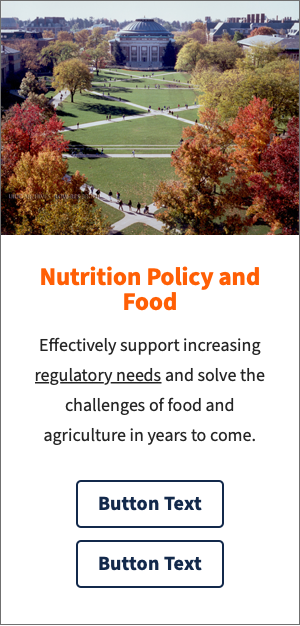 Nutrition Policy and
Food
Effectively support increasing
regulatory needs and solve the
challenges of food and
agriculture in years to come.
Button Text
Button Text